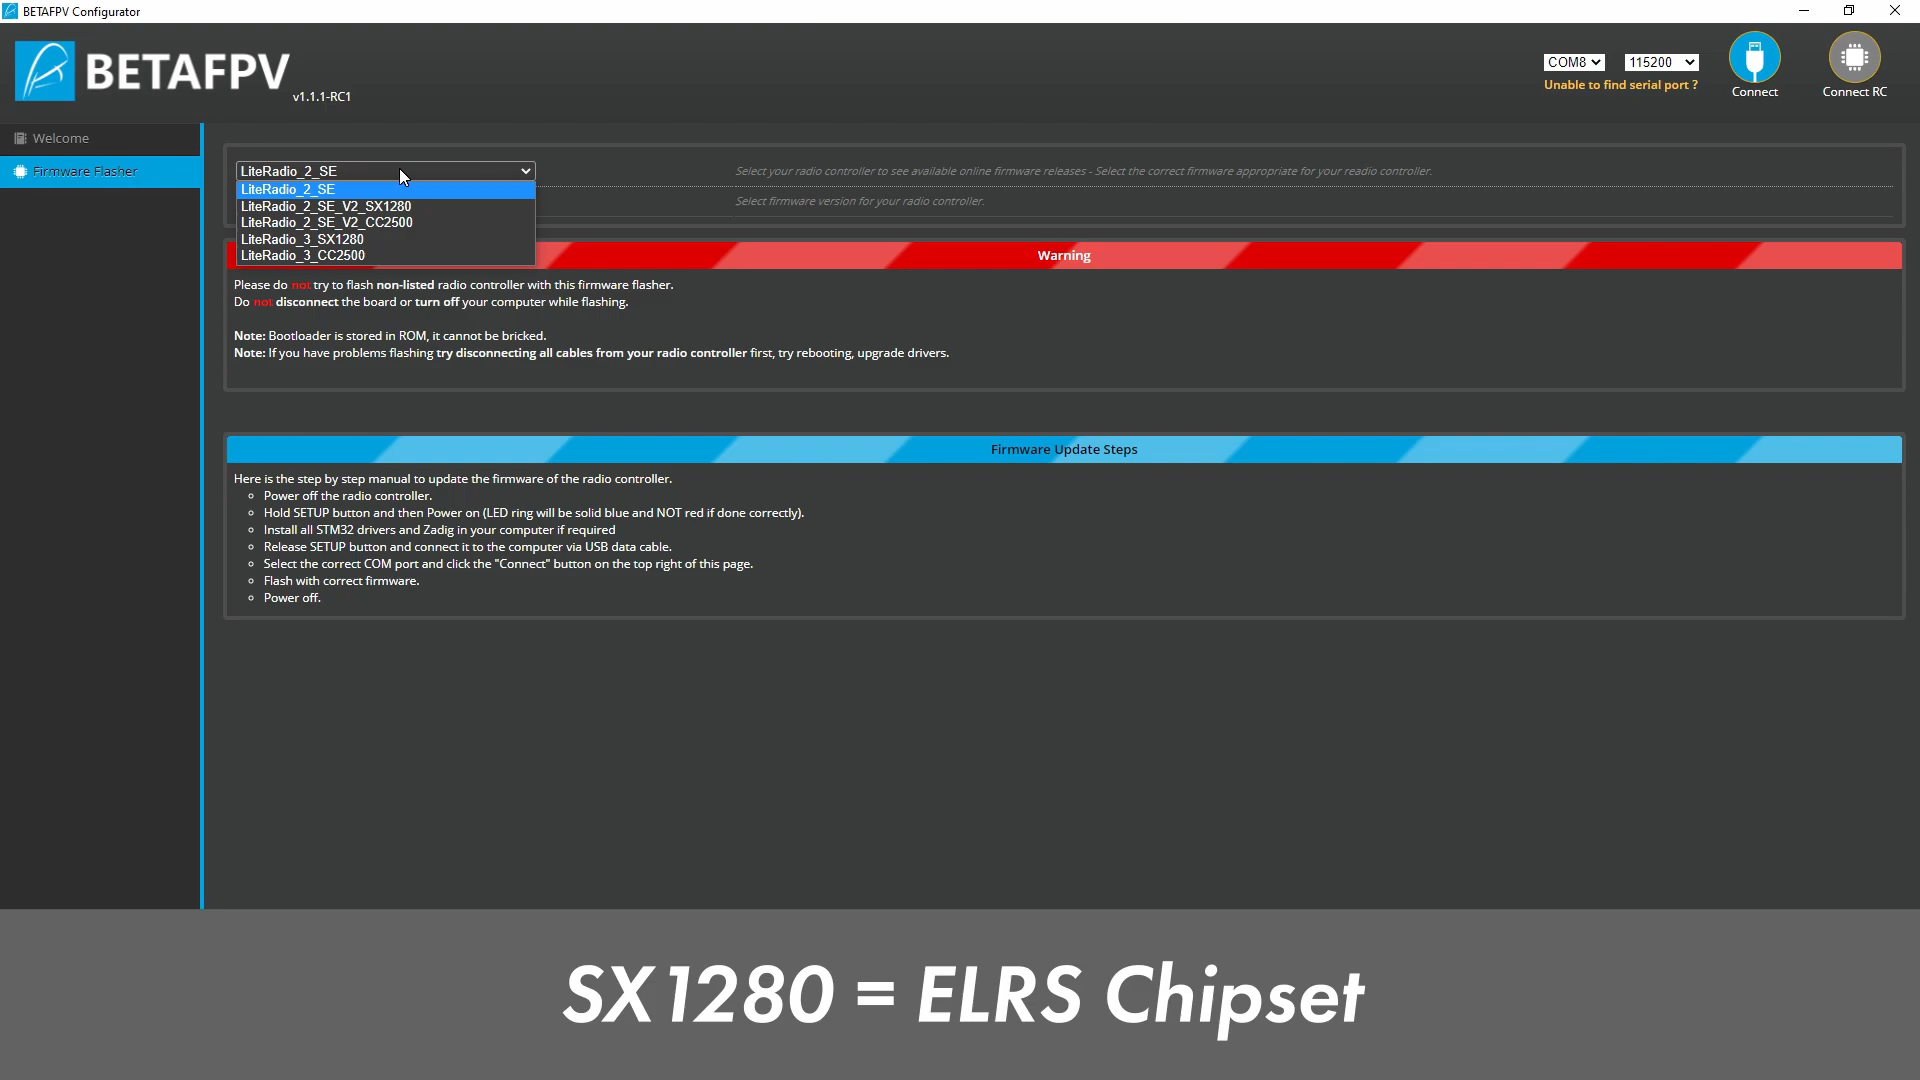 BETAFPV Configurator
BETAFPV
v1.1.1-RC1
COM8
115200
Unable to find serial port ?
Connect
Connect RC
Welcome
Firmware Flasher
LiteRadio_2_SE
Select your radio controller to see available online firmware releases - Select the correct firmware appropriate for your readio controller.
LiteRadio_2_SE
LiteRadio_2_SE_V2_SX1280
Select firmware version for your radio controller.
LiteRadio_2_SE_V2_CC2500
LiteRadio_3_SX1280
LiteRadio_3_CC2500
Warning
Please do not try to flash non-listed radio controller with this firmware flasher.
Do not disconnect the board or turn off your computer while flashing.
Note: Bootloader is stored in ROM, it cannot be bricked.
Note: If you have problems flashing try disconnecting all cables from your radio controller first, try rebooting, upgrade drivers.
Firmware Update Steps
Here is the step by step manual to update the firmware of the radio controller.
Power off the radio controller.
Hold SETUP button and then Power on (LED ring will be solid blue and NOT red if done correctly).
Install all STM32 drivers and Zadig in your computer if required
Release SETUP button and connect it to the computer via USB data cable.
Select the correct COM port and click the "Connect" button on the top right of this page.
Flash with correct firmware.
Power off.
SX1280 = ELRS Chipset